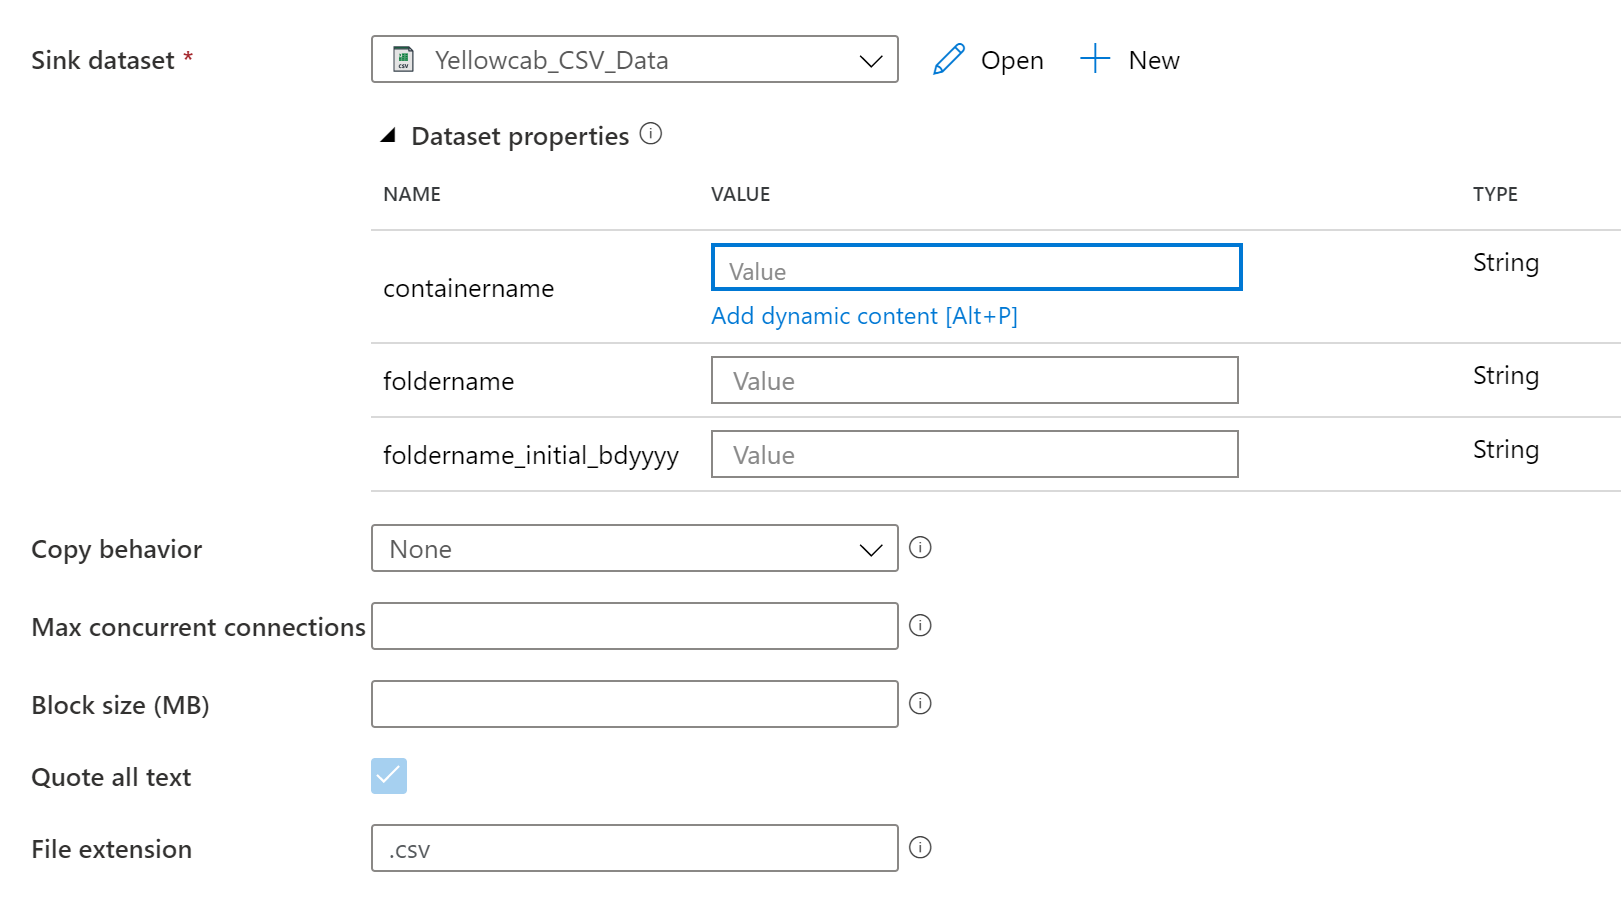 Sink dataset * Yellowcab_CSV_Data Open New
Dataset properties
NAME VALUE TYPE
containername Value String
Add dynamic content [Alt+P]
foldername Value String
foldername_initial_bdyyyy Value String
Copy behavior None
Max concurrent connections
Block size (MB)
Quote all text
File extension .csv